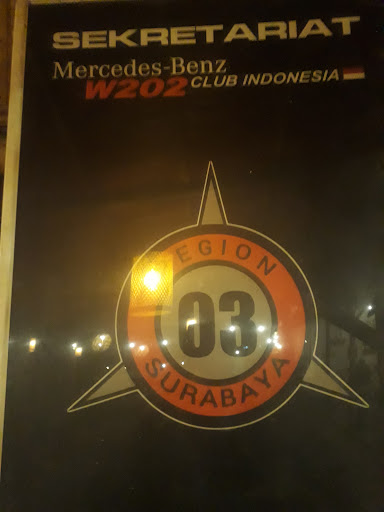 SEKRETARIAT
Mercedes-Benz
W202 CLUB INDONESIA
REGION
03
SURABAYA